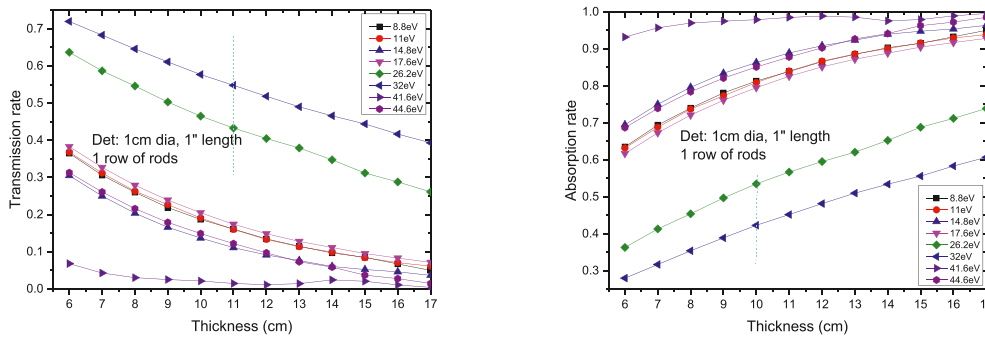 Transmission rate
0.7
0.6
0.5
0.4
0.3
0.2
0.1
0.0
8.8eV
11eV
14.8eV
17.6eV
26.2eV
32eV
41.6eV
44.6eV
Det: 1cm dia, 1" length
1 row of rods
6 7 8 9 10 11 12 13 14 15 16 17
Thickness (cm)
Absorption rate
1.0
0.9
0.8
0.7
0.6
0.5
0.4
0.3
Det: 1cm dia, 1" length
1 row of rods
8.8eV
11eV
14.8eV
17.6eV
26.2eV
32eV
41.6eV
44.6eV
6 7 8 9 10 11 12 13 14 15 16
Thickness (cm)